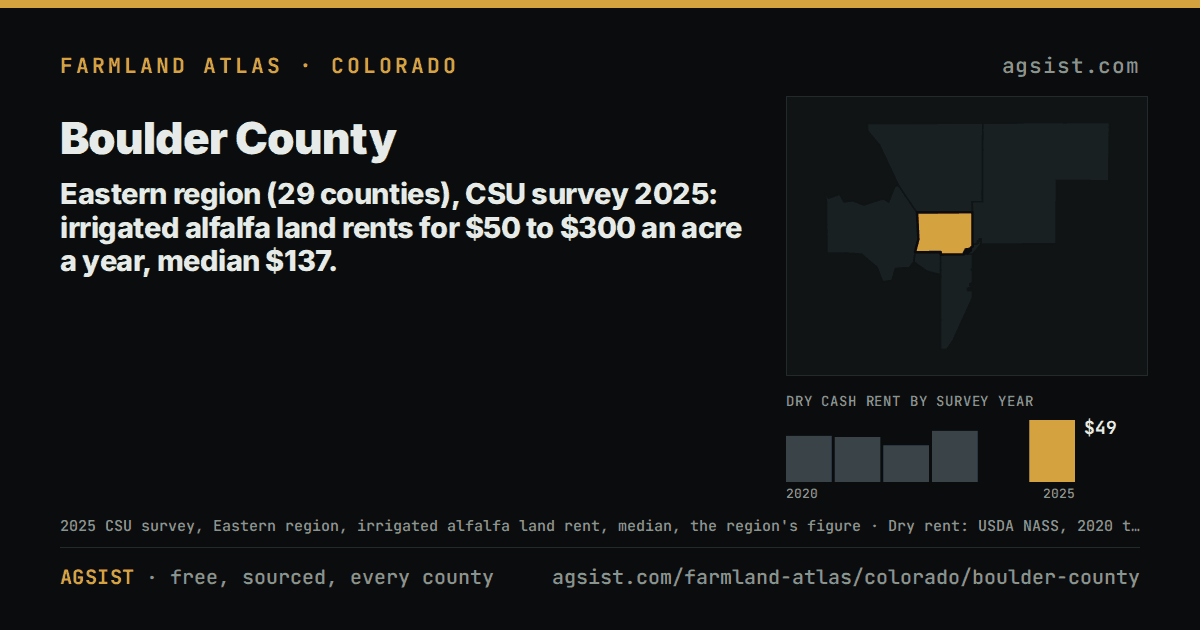 FARMLAND ATLAS · COLORADO
agsist.com
Boulder County
Eastern region (29 counties), CSU survey 2025:
irrigated alfalfa land rents for $50 to $300 an acre
a year, median $137.
DRY CASH RENT BY SURVEY YEAR
$49
2020
2025
2025 CSU survey, Eastern region, irrigated alfalfa land rent, median, the region's figure · Dry rent: USDA NASS, 2020 t…
AGSIST · free, sourced, every county
agsist.com/farmland-atlas/colorado/boulder-county